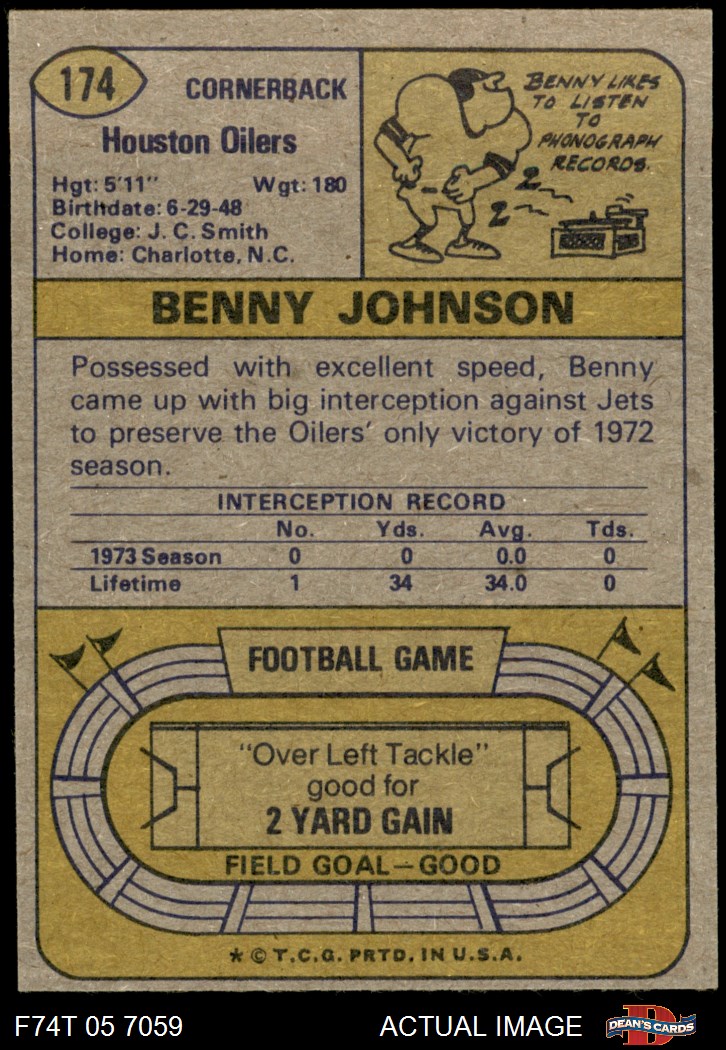 174
CORNERBACK
Houston Oilers
Hgt: 5'11" Wgt: 180
Birthdate: 6-29-48
College: J. C. Smith
Home: Charlotte, N.C.
BENNY LIKES
TO LISTEN
TO
PHONOGRAPH
RECORDS.
2
2
BENNY JOHNSON
Possessed with excellent speed, Benny
came up with big interception against Jets
to preserve the Oilers' only victory of 1972
season.
INTERCEPTION RECORD
No. Yds. Avg. Tds.
1973 Season 0 0 0.0 0
Lifetime 1 34 34.0 0
FOOTBALL GAME
"Over Left Tackle"
good for
2 YARD GAIN
FIELD GOAL—GOOD
* © T.C.G. PRTD. IN U.S.A.
F74T 05 7059 ACTUAL IMAGE D DEAN'S CARDS